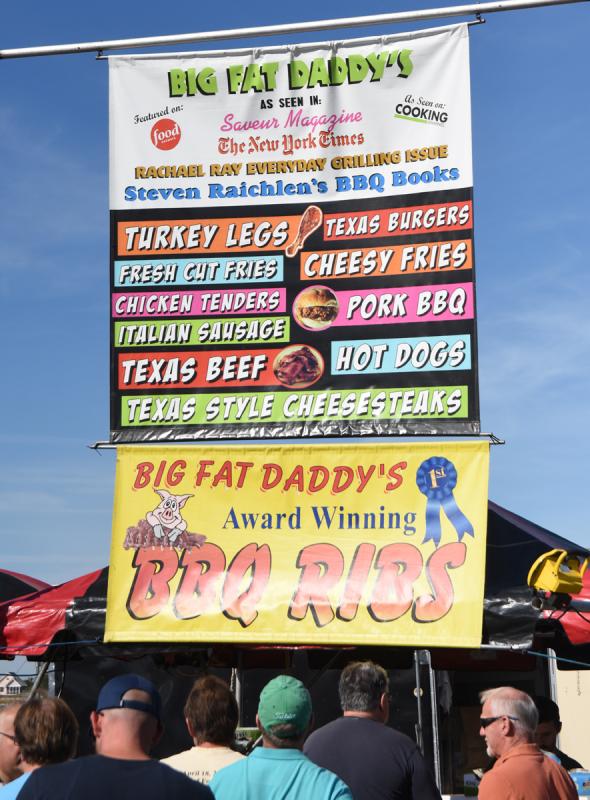 BIG FAT DADDY'S
AS SEEN IN:
Featured on:
food
Saveur Magazine
As Seen on:
COOKING
The New York Times
RACHAEL RAY EVERYDAY GRILLING ISSUE
Steven Raichlen's BBQ Books
TURKEY LEGS
TEXAS BURGERS
FRESH CUT FRIES
CHEESY FRIES
CHICKEN TENDERS
PORK BBQ
ITALIAN SAUSAGE
TEXAS BEEF
HOT DOGS
TEXAS STYLE CHEESESTEAKS
BIG FAT DADDY'S
1st
Award Winning
BBQ RIBS